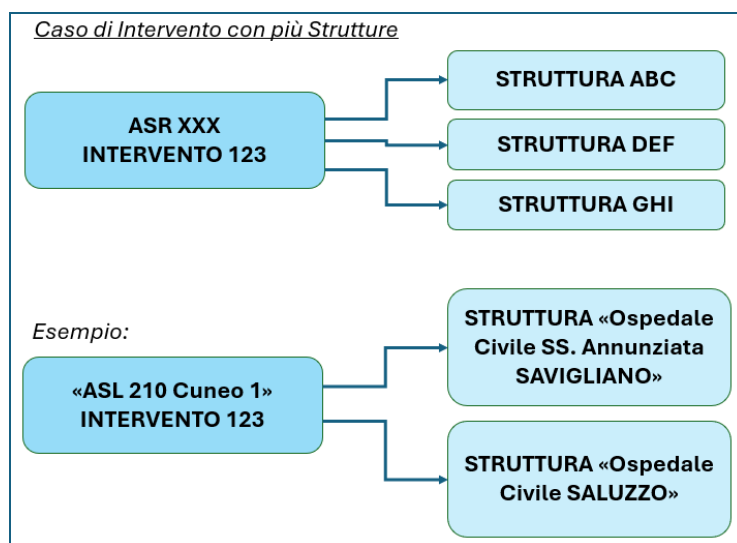 Caso di Intervento con più Strutture
ASR XXX
INTERVENTO 123
STRUTTURA ABC
STRUTTURA DEF
STRUTTURA GHI
Esempio:
«ASL 210 Cuneo 1»
INTERVENTO 123
STRUTTURA «Ospedale
Civile SS. Annunziata
SAVIGLIANO»
STRUTTURA «Ospedale
Civile SALUZZO»